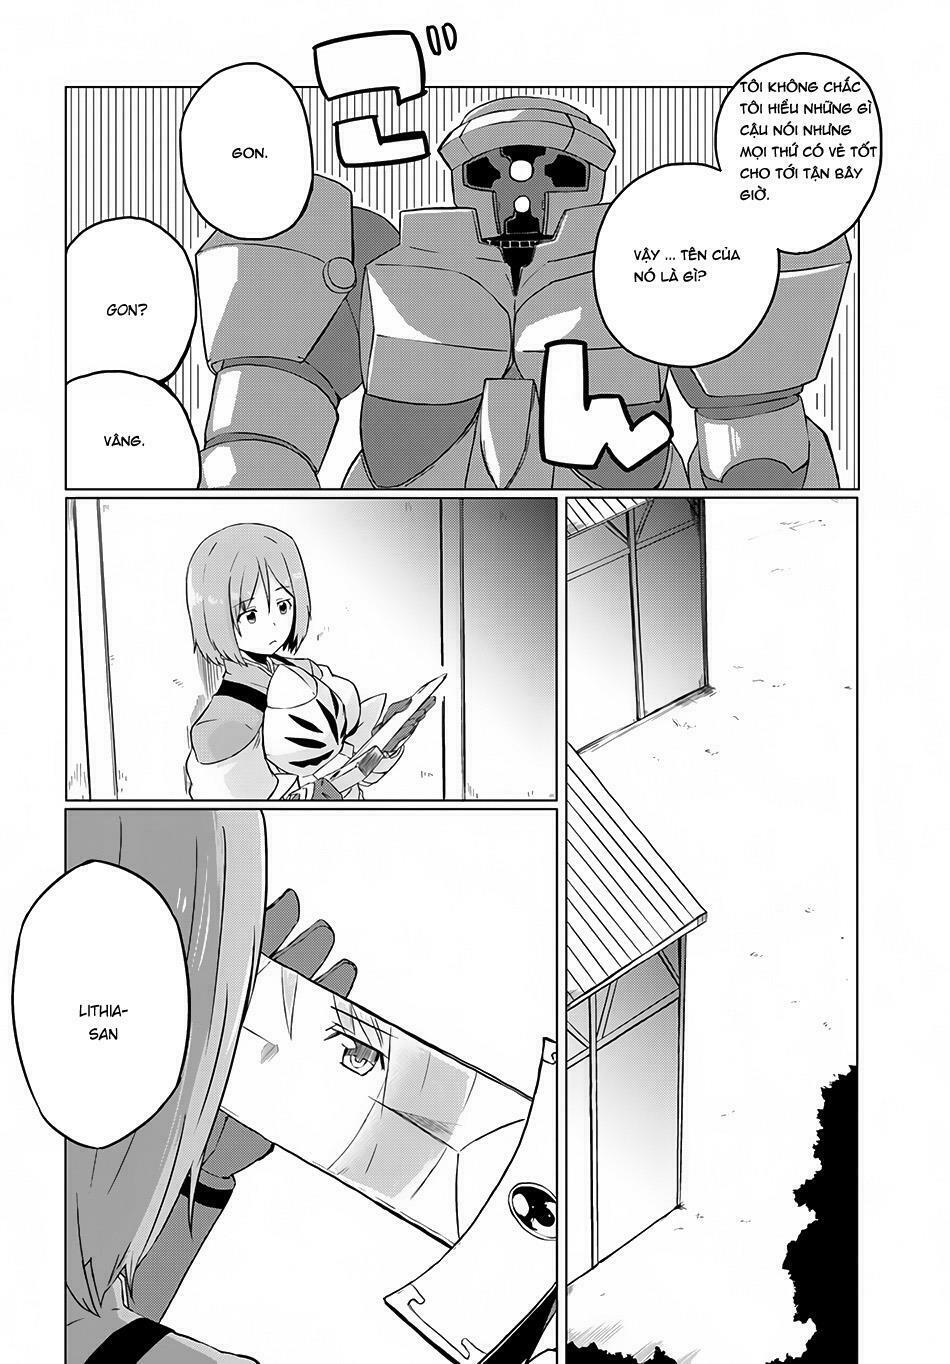 TÔI KHÔNG CHẮC
TÔI HIỂU NHỮNG GÌ
CẬU NÓI NHƯNG
MỌI THỨ CÓ VẺ TỐT
CHO TỚI TẬN BÂY
GIỜ.
VẬY ... TÊN CỦA
NÓ LÀ GÌ?
GON.
GON?
VÂNG.
LITHIA-
SAN